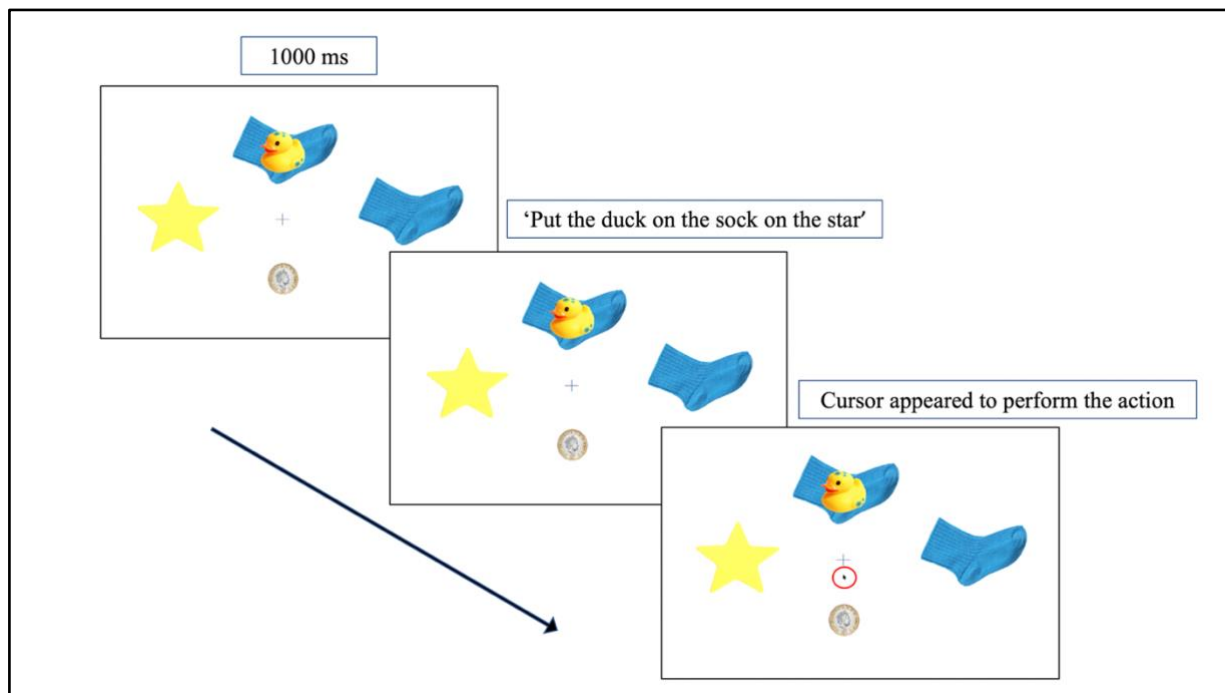 1000 ms
‘Put the duck on the sock on the star’
Cursor appeared to perform the action